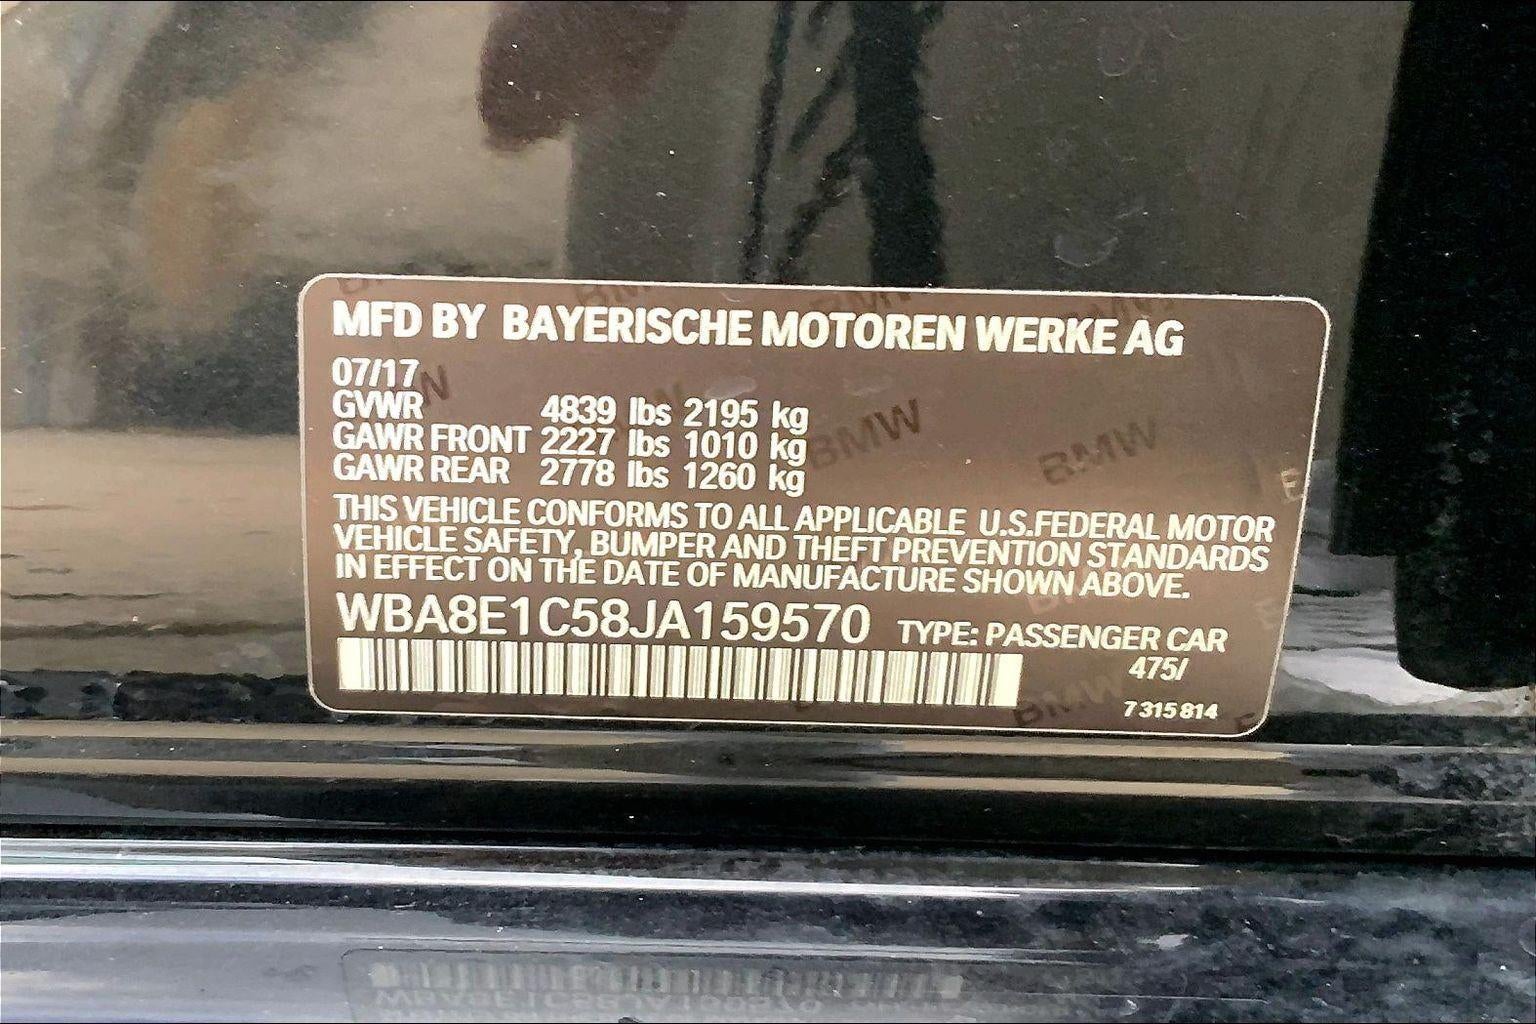 MFD BY BAYERISCHE MOTOREN WERKE AG
07/17
GVWR 4839 lbs 2195 kg
GAWR FRONT 2227 lbs 1010 kg
GAWR REAR 2778 lbs 1260 kg
THIS VEHICLE CONFORMS TO ALL APPLICABLE U.S.FEDERAL MOTOR
VEHICLE SAFETY, BUMPER AND THEFT PREVENTION STANDARDS
IN EFFECT ON THE DATE OF MANUFACTURE SHOWN ABOVE.
WBA8E1C58JA159570 TYPE: PASSENGER CAR
475/
7 315 814